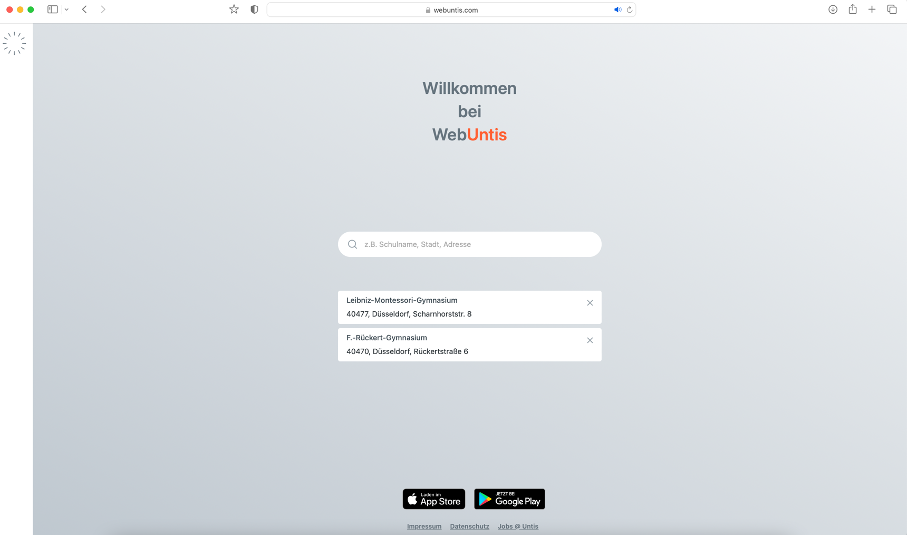 webuntis.com
Willkommen
bei
WebUntis
z.B. Schulname, Stadt, Adresse
Leibniz-Montessori-Gymnasium
40477, Düsseldorf, Scharnhorststr. 8
F.-Rückert-Gymnasium
40470, Düsseldorf, Rückertstraße 6
Laden im
App Store
JETZT BEI
Google Play
Impressum Datenschutz Jobs @ Untis